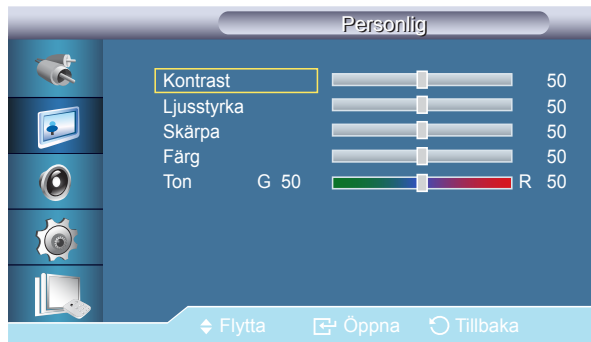 Personlig
Kontrast 50
Ljusstyrka 50
Skärpa 50
Färg 50
Ton G 50 R 50
Flytta Öppna Tillbaka